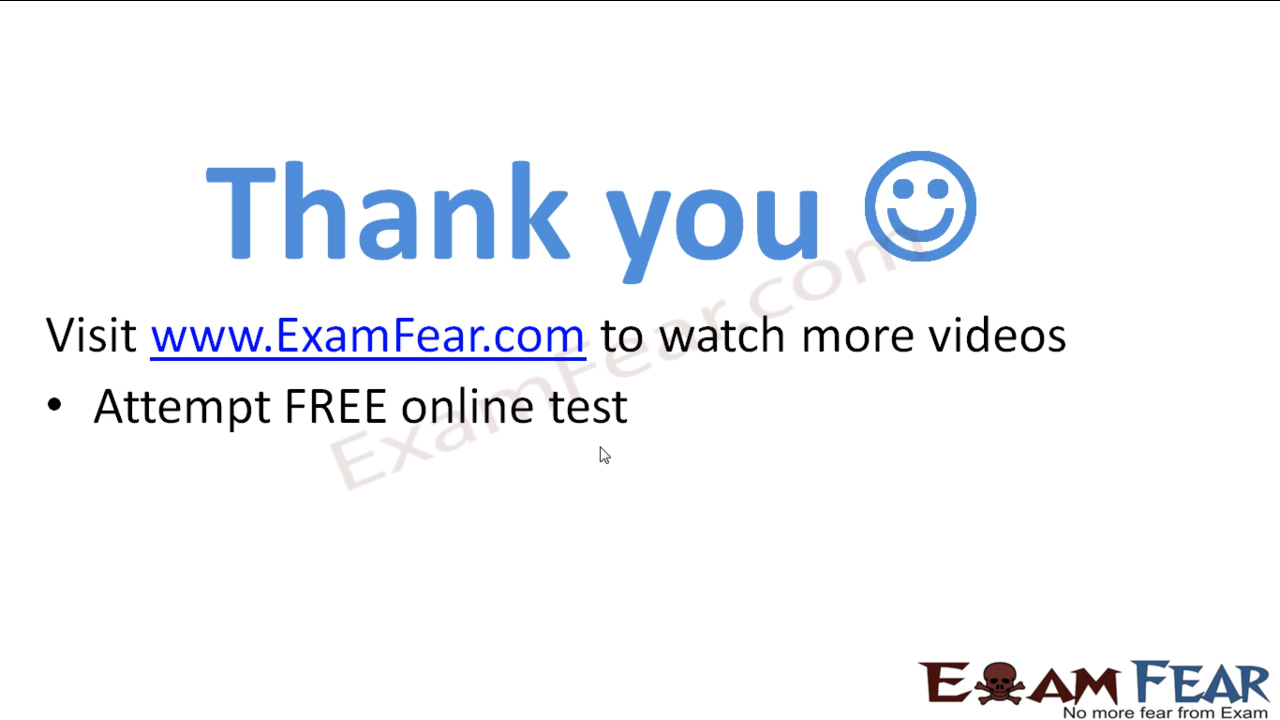 Thank you ☺
Visit www.ExamFear.com to watch more videos
• Attempt FREE online test
ExamFear.com
EXAM FEAR
No more fear from Exam